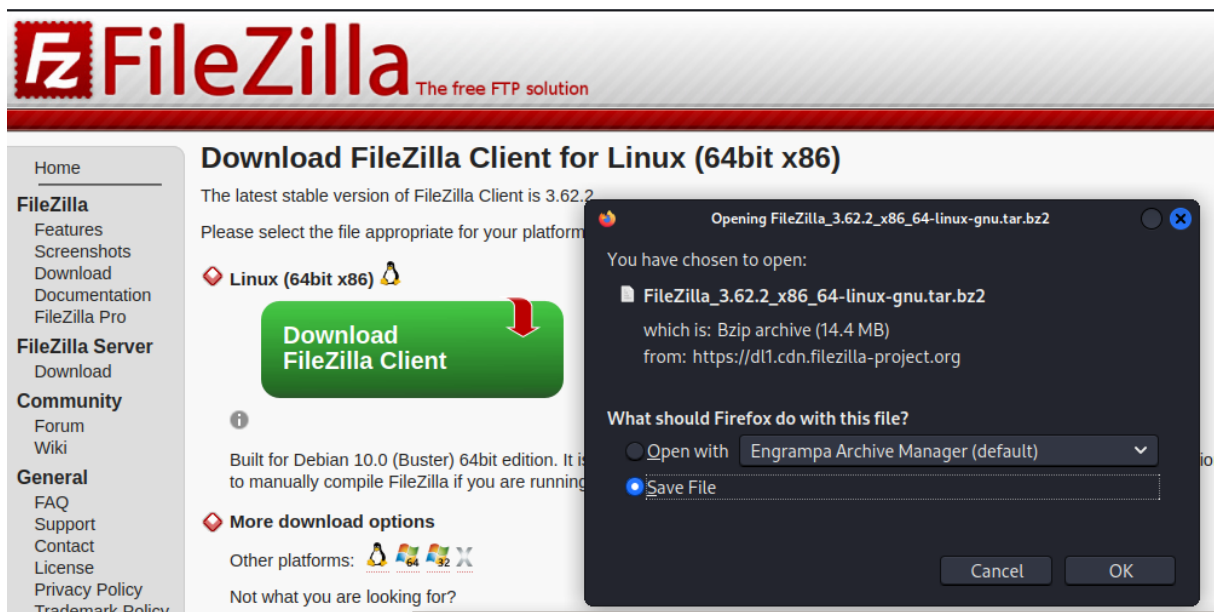 FileZilla The free FTP solution
Home
FileZilla
Features
Screenshots
Download
Documentation
FileZilla Pro
FileZilla Server
Download
Community
Forum
Wiki
General
FAQ
Support
Contact
License
Privacy Policy
Trademark Policy
Download FileZilla Client for Linux (64bit x86)
The latest stable version of FileZilla Client is 3.62.2
Please select the file appropriate for your platform
Linux (64bit x86)
Download
FileZilla Client
Built for Debian 10.0 (Buster) 64bit edition. It
to manually compile FileZilla if you are running
More download options
Other platforms: 64 32
Not what you are looking for?
Opening FileZilla_3.62.2_x86_64-linux-gnu.tar.bz2
You have chosen to open:
FileZilla_3.62.2_x86_64-linux-gnu.tar.bz2
which is: Bzip archive (14.4 MB)
from: https://dl1.cdn.filezilla-project.org
What should Firefox do with this file?
Open with Engrampa Archive Manager (default)
Save File
Cancel OK